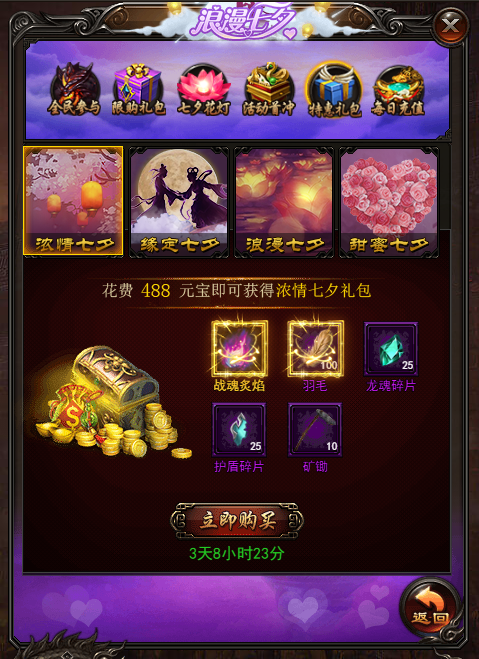 浪漫七夕
全民参与 限购礼包 七夕花灯 活动首冲 特惠礼包 每日充值
浓情七夕 缘定七夕 浪漫七夕 甜蜜七夕
花费 488 元宝即可获得浓情七夕礼包
100 25
战魂炙焰 羽毛 龙魂碎片
25 10
护盾碎片 矿锄
立即购买
3天8小时23分
返回